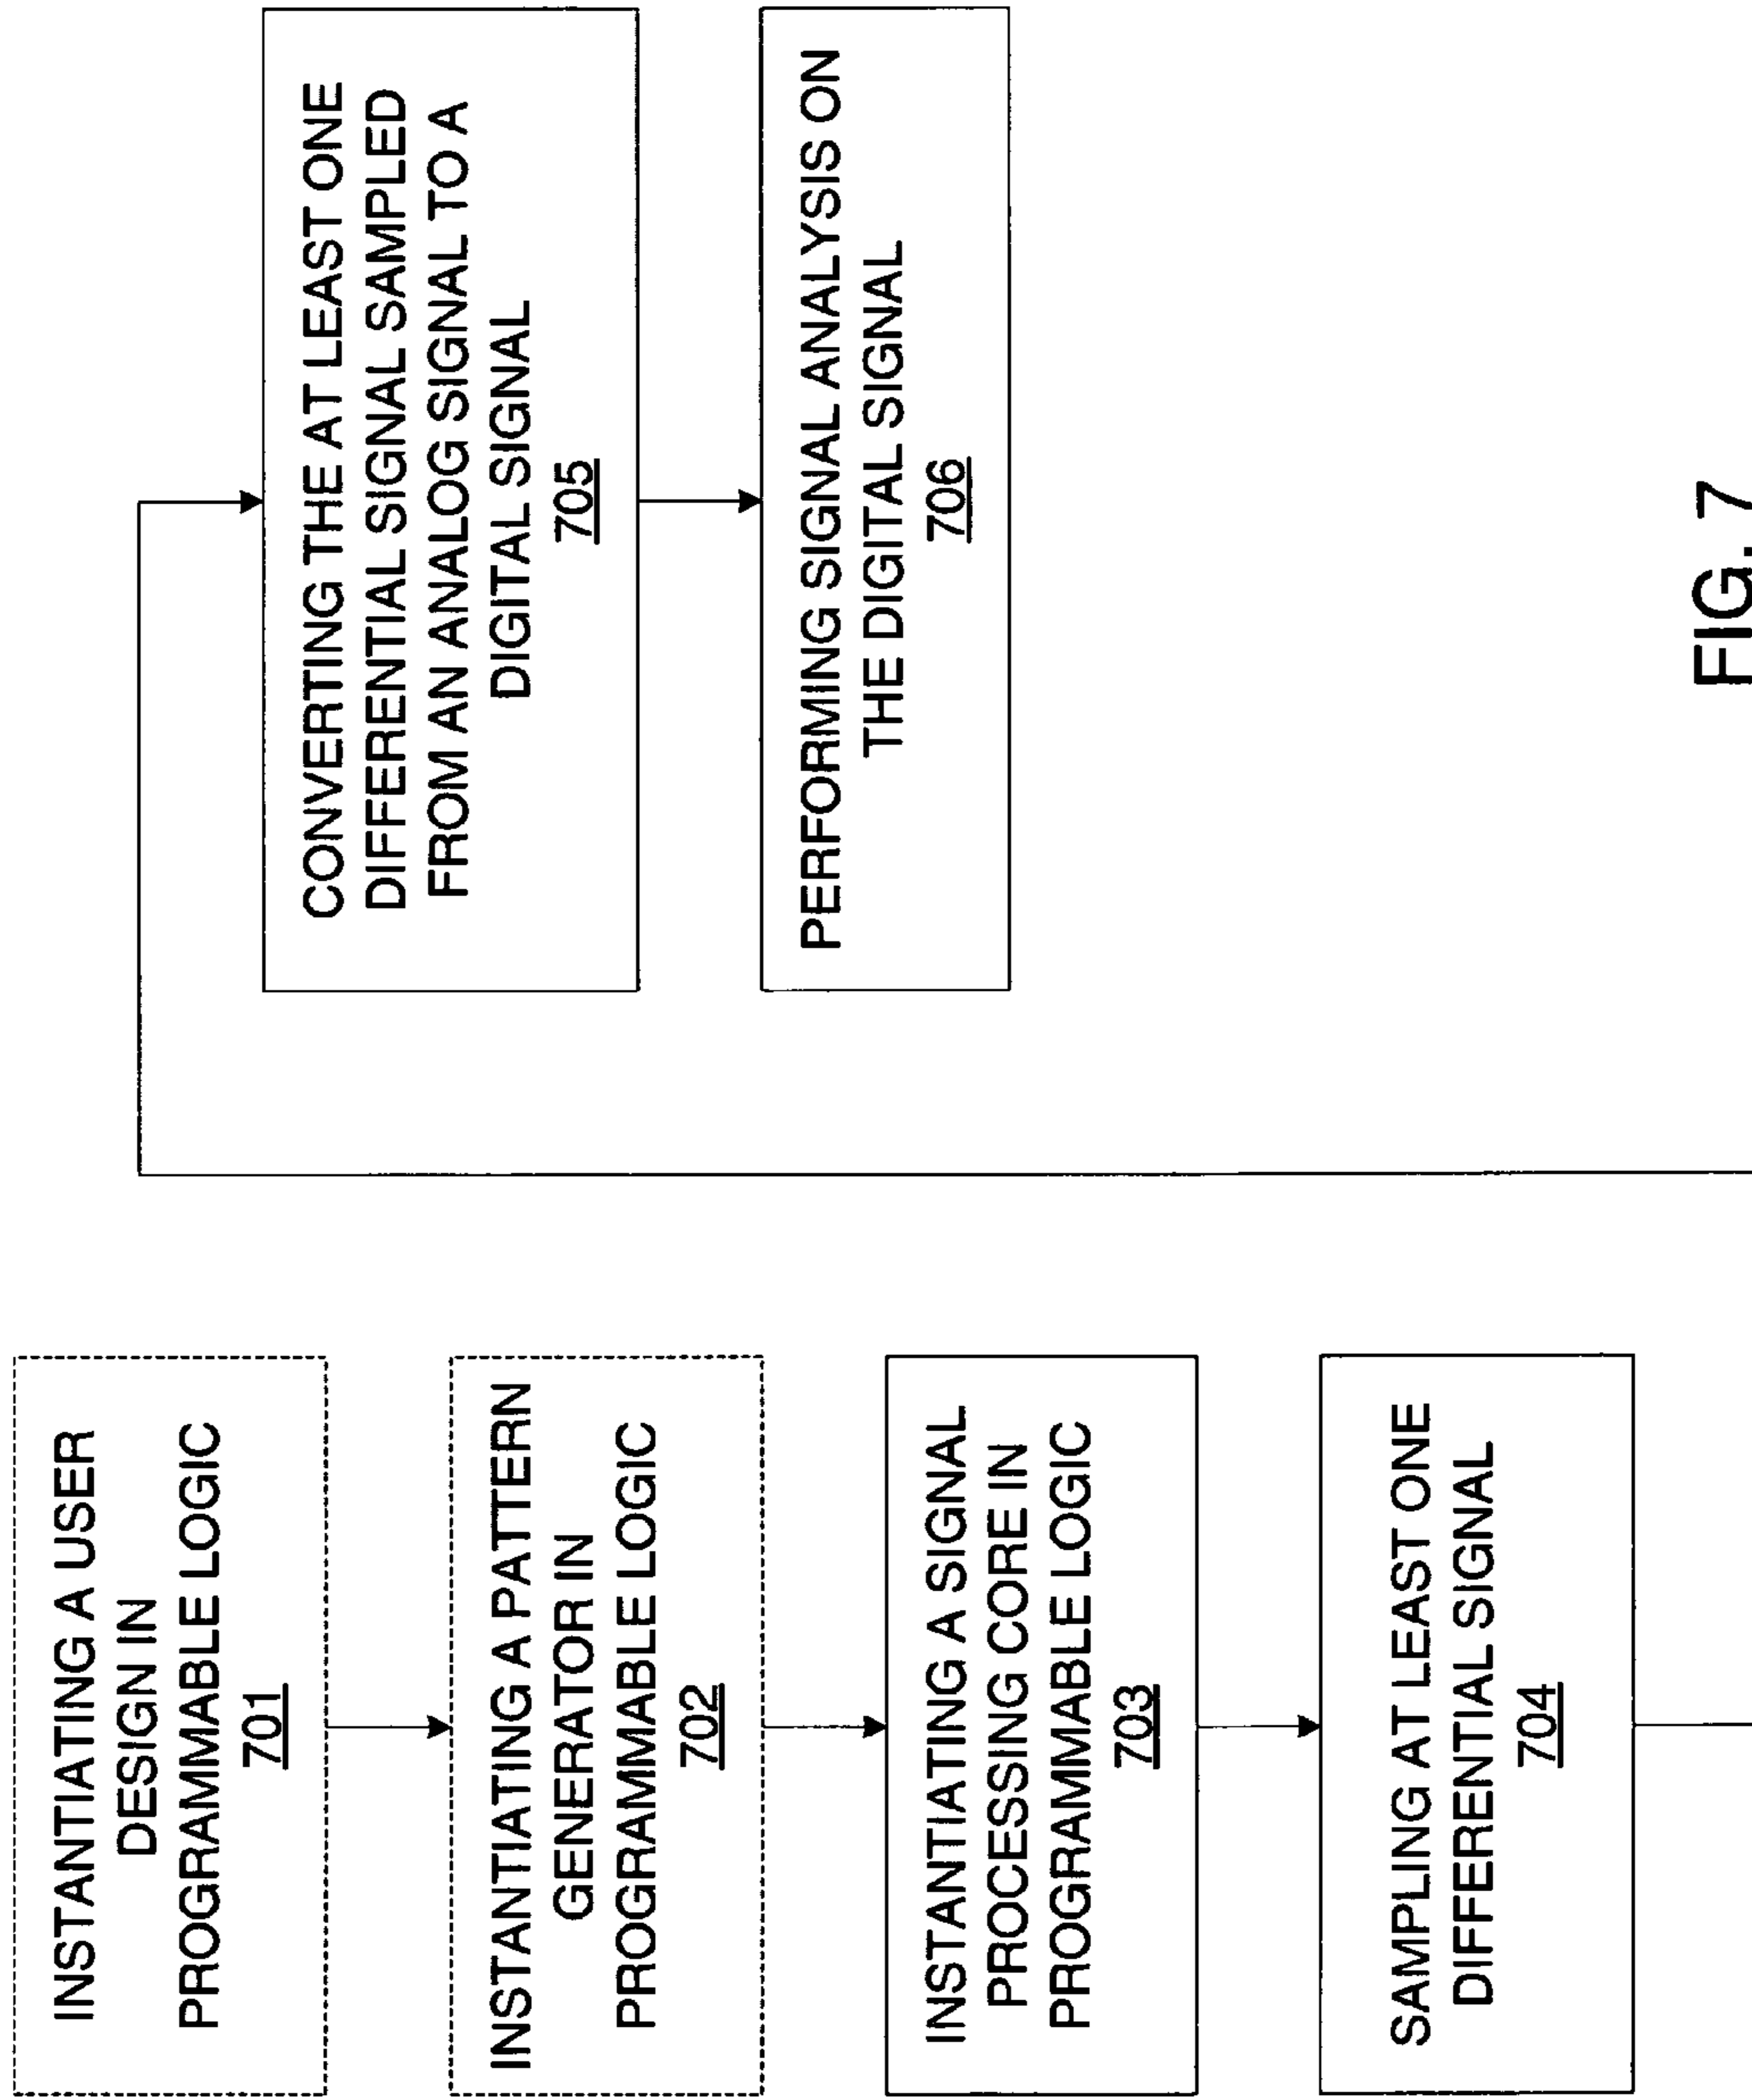 INSTANTIATING A USER
DESIGN IN
PROGRAMMABLE LOGIC
701
INSTANTIATING A PATTERN
GENERATOR IN
PROGRAMMABLE LOGIC
702
INSTANTIATING A SIGNAL
PROCESSING CORE IN
PROGRAMMABLE LOGIC
703
SAMPLING AT LEAST ONE
DIFFERENTIAL SIGNAL
704
CONVERTING THE AT LEAST ONE
DIFFERENTIAL SIGNAL SAMPLED
FROM AN ANALOG SIGNAL TO A
DIGITAL SIGNAL
705
PERFORMING SIGNAL ANALYSIS ON
THE DIGITAL SIGNAL
706
FIG. 7